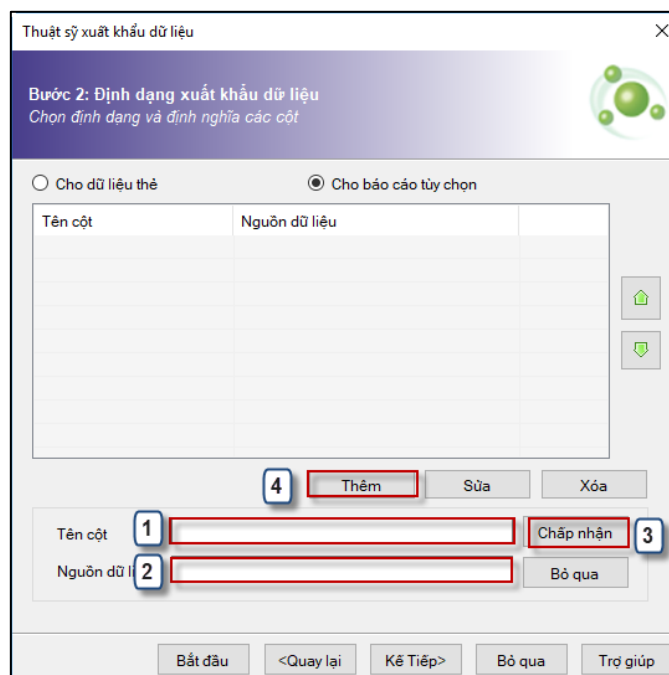 Thuật sỹ xuất khẩu dữ liệu
Bước 2: Định dạng xuất khẩu dữ liệu
Chọn định dạng và định nghĩa các cột
Cho dữ liệu thẻ Cho báo cáo tùy chọn
Tên cột Nguồn dữ liệu
4 Thêm Sửa Xóa
Tên cột 1 Chấp nhận 3
Nguồn dữ li 2 Bỏ qua
Bắt đầu <Quay lại Kế Tiếp> Bỏ qua Trợ giúp